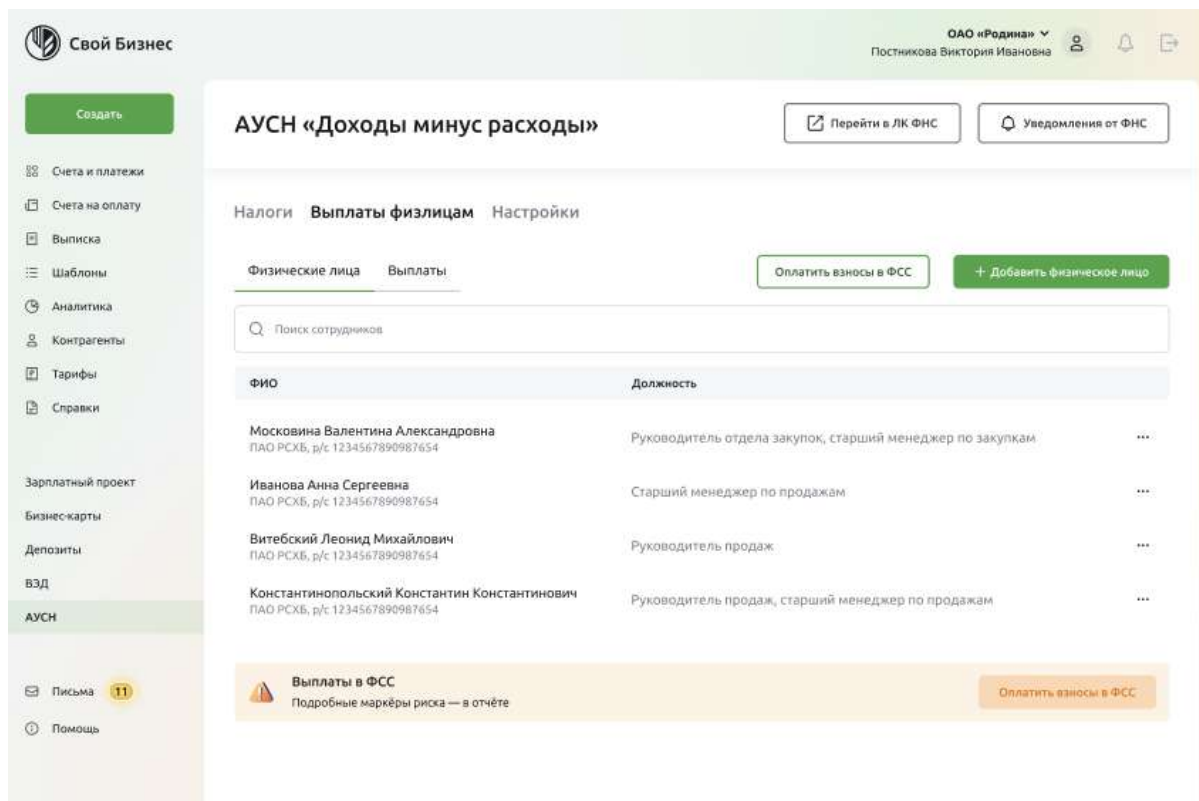 Свой Бизнес
ОАО «Родина»
Постникова Виктория Ивановна
Создать
Счета и платежи
Счета на оплату
Выписка
Шаблоны
Аналитика
Контрагенты
Тарифы
Справки
Зарплатный проект
Бизнес-карты
Депозиты
ВЭД
АУСН
Письма 11
Помощь
АУСН «Доходы минус расходы»
Перейти в ЛК ФНС
Уведомления от ФНС
Налоги Выплаты физлицам Настройки
Физические лица Выплаты
Оплатить взносы в ФСС
+ Добавить физическое лицо
Поиск сотрудников
ФИО Должность
Московина Валентина Александровна
ПАО РСХБ, р/с 1234567890987654
Руководитель отдела закупок, старший менеджер по закупкам
Иванова Анна Сергеевна
ПАО РСХБ, р/с 1234567890987654
Старший менеджер по продажам
Витебский Леонид Михайлович
ПАО РСХБ, р/с 1234567890987654
Руководитель продаж
Константинопольский Константин Константинович
ПАО РСХБ, р/с 1234567890987654
Руководитель продаж, старший менеджер по продажам
Выплаты в ФСС
Подробные маркёры риска — в отчёте
Оплатить взносы в ФСС